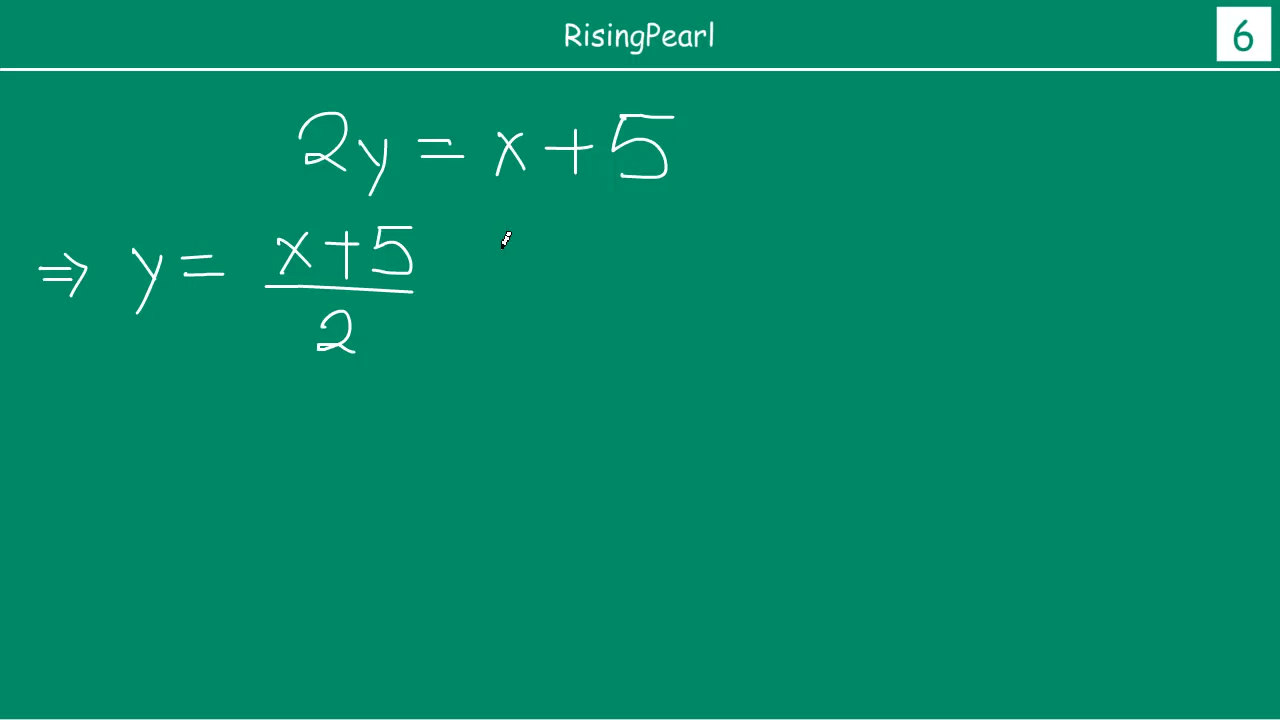 RisingPearl
6
2y = x + 5
⇒ y = (x + 5)/2